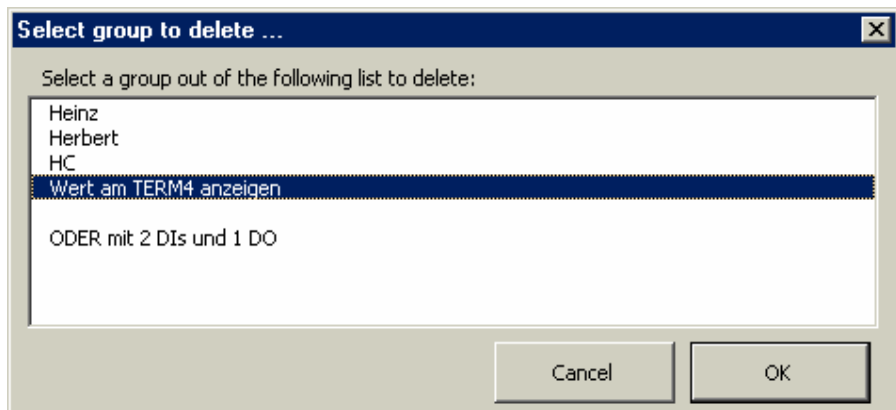 Select group to delete ...
Select a group out of the following list to delete:
Heinz
Herbert
HC
Wert am TERM4 anzeigen
ODER mit 2 DIs und 1 DO
Cancel OK